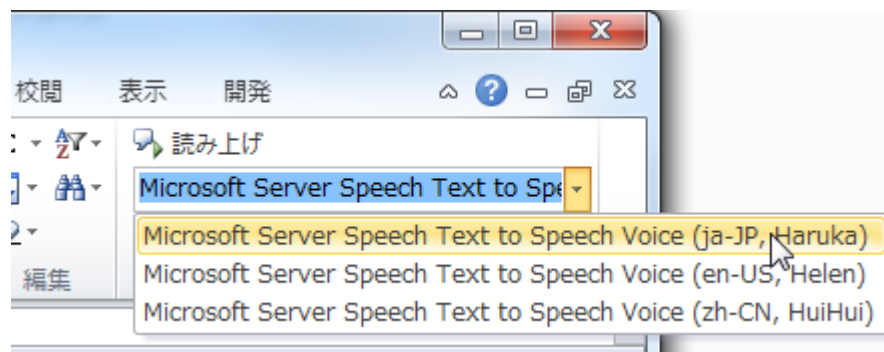 校閲 表示 開発
読み上げ
Microsoft Server Speech Text to Spe
Microsoft Server Speech Text to Speech Voice (ja-JP, Haruka)
Microsoft Server Speech Text to Speech Voice (en-US, Helen)
編集
Microsoft Server Speech Text to Speech Voice (zh-CN, HuiHui)